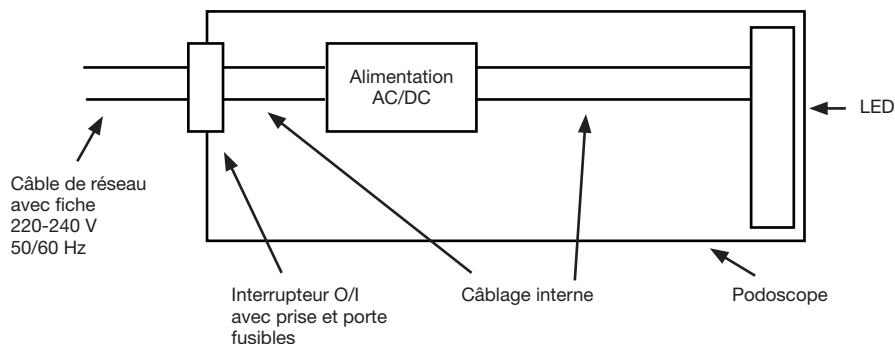 Alimentation
AC/DC
LED
Câble de réseau
avec fiche
220-240 V
50/60 Hz
Interrupteur O/I
avec prise et porte
fusibles
Câblage interne
Podoscope